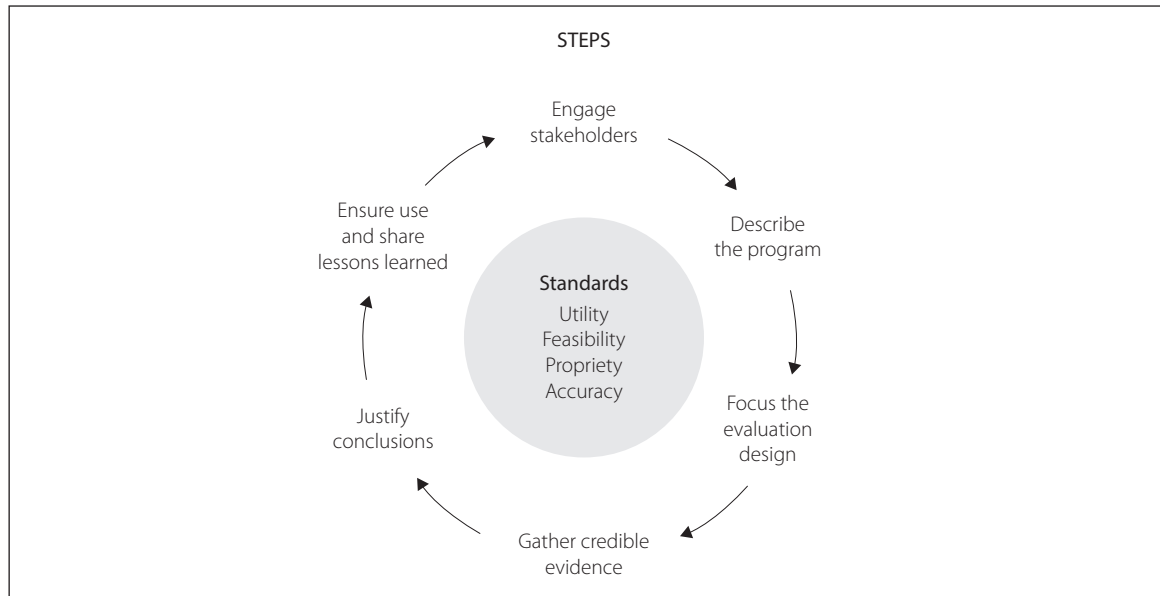 STEPS
Engage
stakeholders
Describe
the program
Focus the
evaluation
design
Gather credible
evidence
Justify
conclusions
Ensure use
and share
lessons learned
Standards
Utility
Feasibility
Propriety
Accuracy